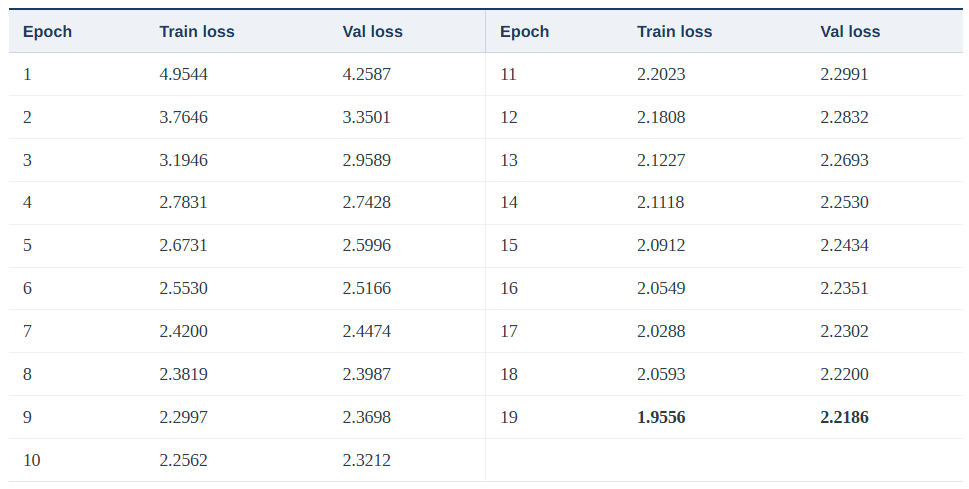 Epoch Train loss Val loss Epoch Train loss Val loss
1 4.9544 4.2587 11 2.2023 2.2991
2 3.7646 3.3501 12 2.1808 2.2832
3 3.1946 2.9589 13 2.1227 2.2693
4 2.7831 2.7428 14 2.1118 2.2530
5 2.6731 2.5996 15 2.0912 2.2434
6 2.5530 2.5166 16 2.0549 2.2351
7 2.4200 2.4474 17 2.0288 2.2302
8 2.3819 2.3987 18 2.0593 2.2200
9 2.2997 2.3698 19 1.9556 2.2186
10 2.2562 2.3212